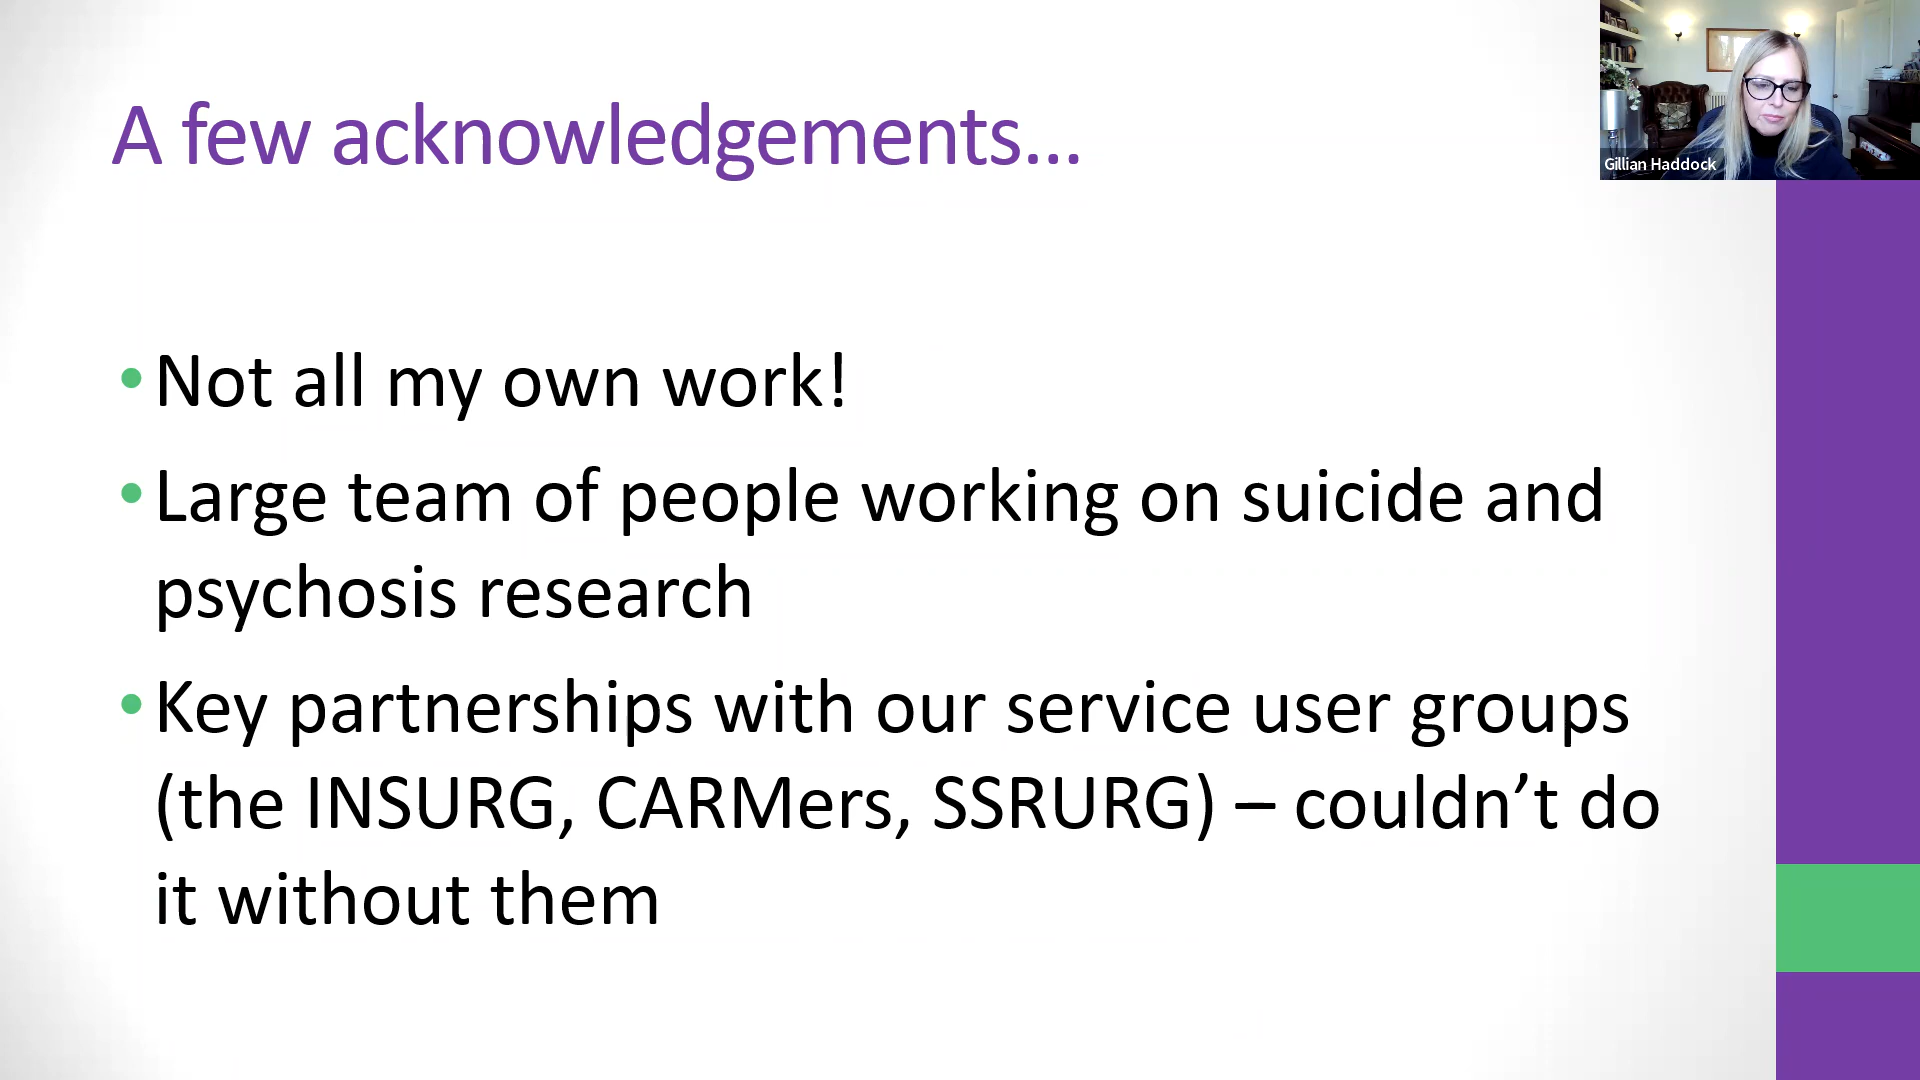 A few acknowledgements...
Gillian Haddock
• Not all my own work!
• Large team of people working on suicide and
psychosis research
• Key partnerships with our service user groups
(the INSURG, CARMers, SSRURG) – couldn’t do
it without them